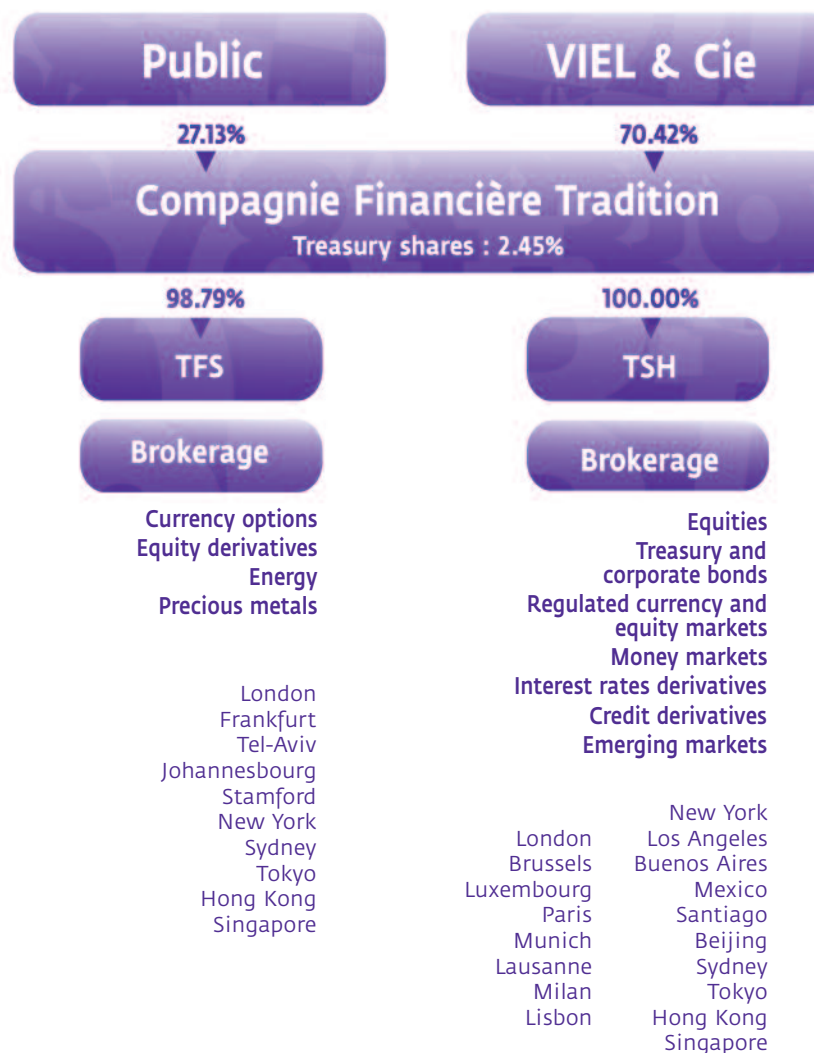 Public
VIEL & Cie
27.13%
70.42%
Compagnie Financière Tradition
Treasury shares : 2.45%
98.79%
100.00%
TFS
TSH
Brokerage
Brokerage
Currency options
Equity derivatives
Energy
Precious metals
London
Frankfurt
Tel-Aviv
Johannesbourg
Stamford
New York
Sydney
Tokyo
Hong Kong
Singapore
Equities
Treasury and
corporate bonds
Regulated currency and
equity markets
Money markets
Interest rates derivatives
Credit derivatives
Emerging markets
London
Brussels
Luxembourg
Paris
Munich
Lausanne
Milan
Lisbon
New York
Los Angeles
Buenos Aires
Mexico
Santiago
Beijing
Sydney
Tokyo
Hong Kong
Singapore